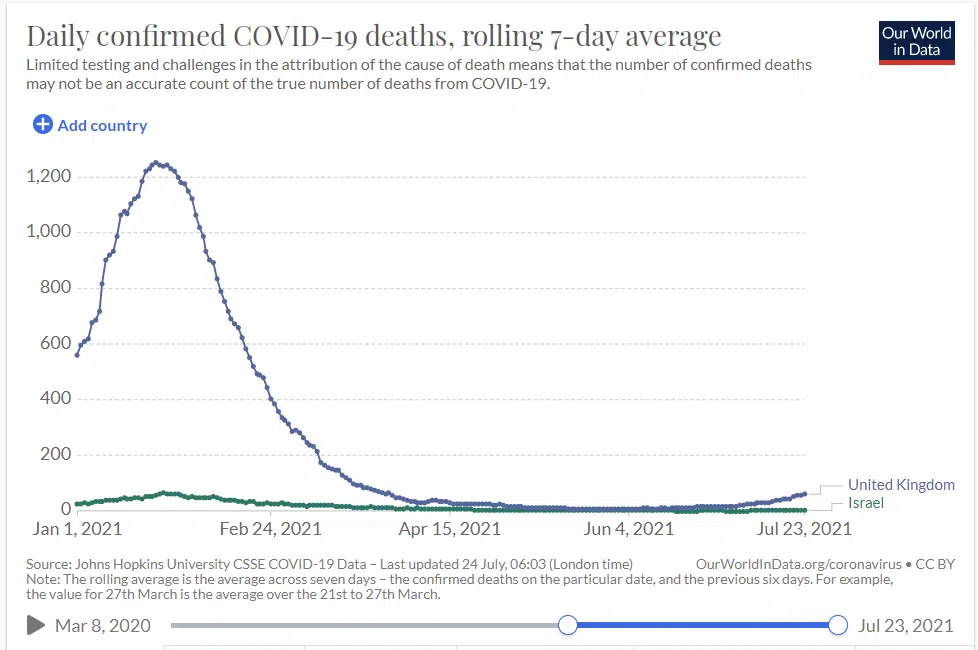 Daily confirmed COVID-19 deaths, rolling 7-day average
Our World
in Data
Limited testing and challenges in the attribution of the cause of death means that the number of confirmed deaths
may not be an accurate count of the true number of deaths from COVID-19.
Add country
1,200
1,000
800
600
400
200
0
United Kingdom
Israel
Jan 1, 2021
Feb 24, 2021
Apr 15, 2021
Jun 4, 2021
Jul 23, 2021
Source: Johns Hopkins University CSSE COVID-19 Data – Last updated 24 July, 06:03 (London time)
OurWorldInData.org/coronavirus • CC BY
Note: The rolling average is the average across seven days – the confirmed deaths on the particular date, and the previous six days. For example,
the value for 27th March is the average over the 21st to 27th March.
Mar 8, 2020
Jul 23, 2021